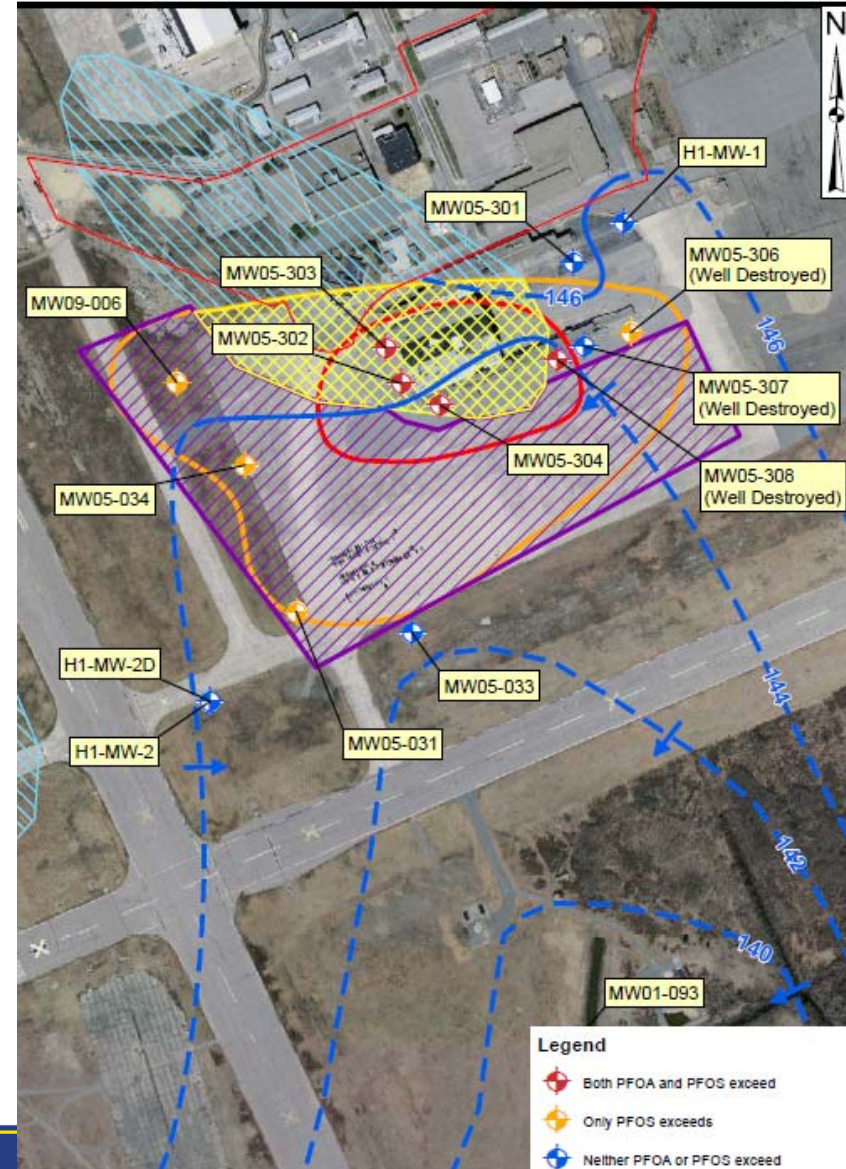 N
H1-MW-1
MW05-301
MW05-306
(Well Destroyed)
MW05-303
MW09-006
146
MW05-302
146
MW05-307
(Well Destroyed)
MW05-304
MW05-308
(Well Destroyed)
MW05-034
H1-MW-2D
MW05-033
144
H1-MW-2
MW05-031
142
140
MW01-093
Legend
Both PFOA and PFOS exceed
Only PFOS exceeds
Neither PFOA or PFOS exceed